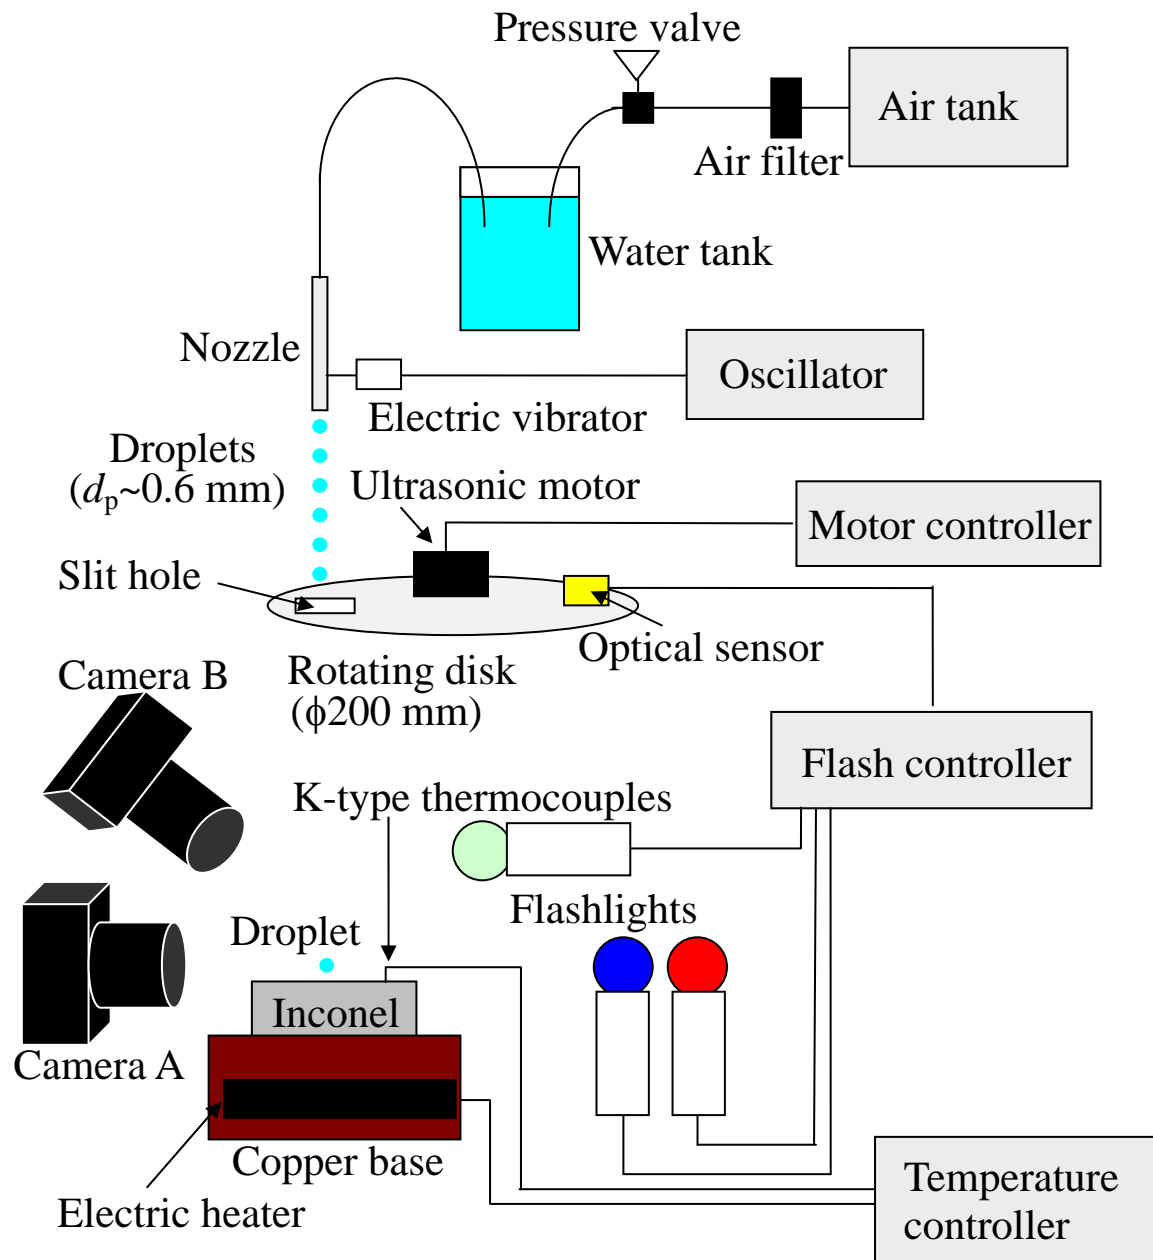 Pressure valve
Air tank
Air filter
Water tank
Nozzle
Oscillator
Electric vibrator
Droplets
(dp~0.6 mm)
Ultrasonic motor
Motor controller
Slit hole
Optical sensor
Camera B
Rotating disk
(ϕ200 mm)
Flash controller
K-type thermocouples
Flashlights
Droplet
Inconel
Camera A
Copper base
Electric heater
Temperature
controller